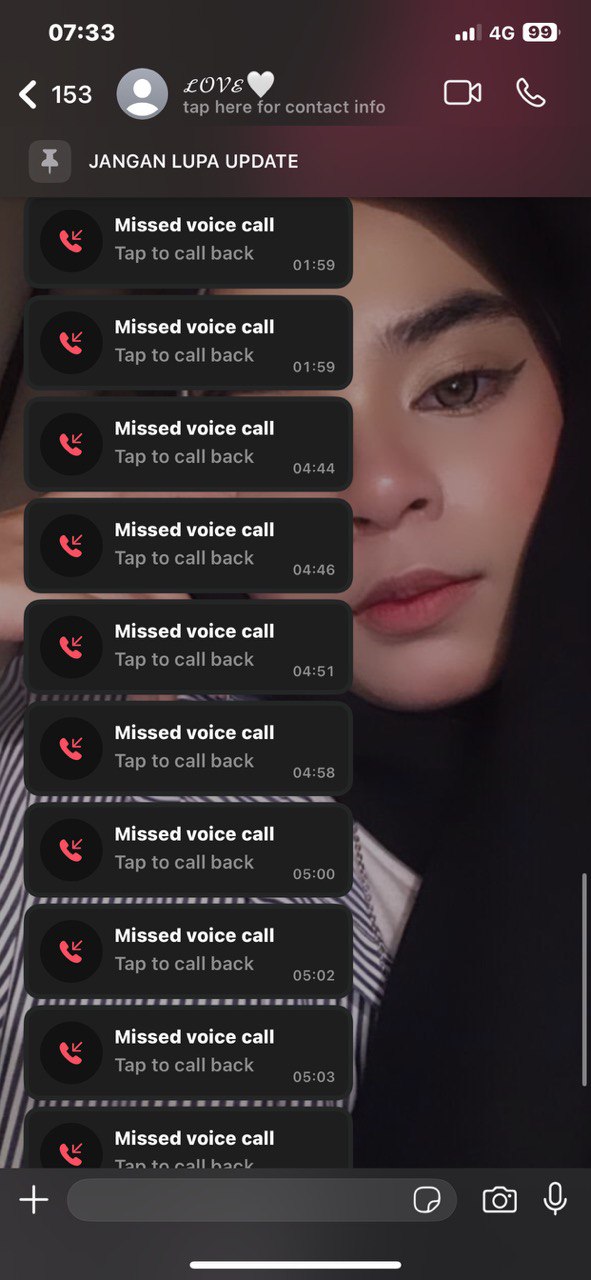 07:33
4G 99
153
𝓛𝓞𝓥𝓔🤍
tap here for contact info
JANGAN LUPA UPDATE
Missed voice call
Tap to call back
01:59
Missed voice call
Tap to call back
01:59
Missed voice call
Tap to call back
04:44
Missed voice call
Tap to call back
04:46
Missed voice call
Tap to call back
04:51
Missed voice call
Tap to call back
04:58
Missed voice call
Tap to call back
05:00
Missed voice call
Tap to call back
05:02
Missed voice call
Tap to call back
05:03
Missed voice call
Tap to call back